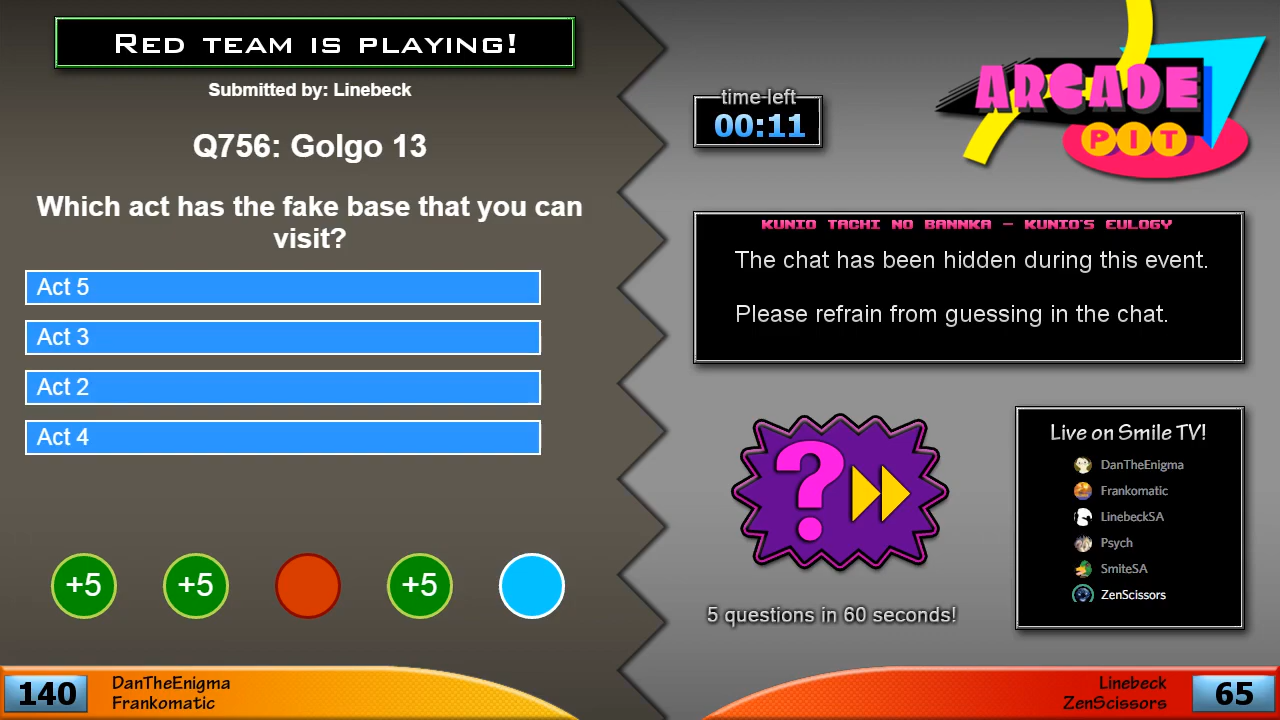 RED TEAM IS PLAYING!
Submitted by: Linebeck
Q756: Golgo 13
Which act has the fake base that you can
visit?
Act 5
Act 3
Act 2
Act 4
+5
+5
+5
140
DanTheEnigma
Frankomatic
time left
00:11
ARCADE
PIT
KUNIO TACHI NO BANNKA - KUNIO'S EULOGY
The chat has been hidden during this event.
Please refrain from guessing in the chat.
?
5 questions in 60 seconds!
Live on Smile TV!
DanTheEnigma
Frankomatic
LinebeckSA
Psych
SmiteSA
ZenScissors
Linebeck
ZenScissors
65